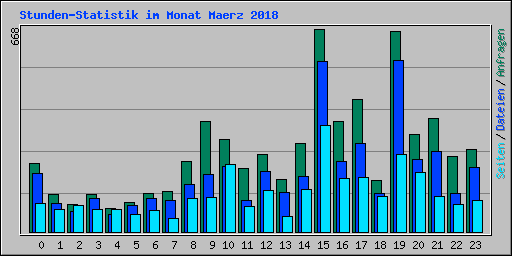 Stunden-Statistik im Monat Maerz 2018
668
Seiten / Dateien / Anfragen
0 1 2 3 4 5 6 7 8 9 10 11 12 13 14 15 16 17 18 19 20 21 22 23